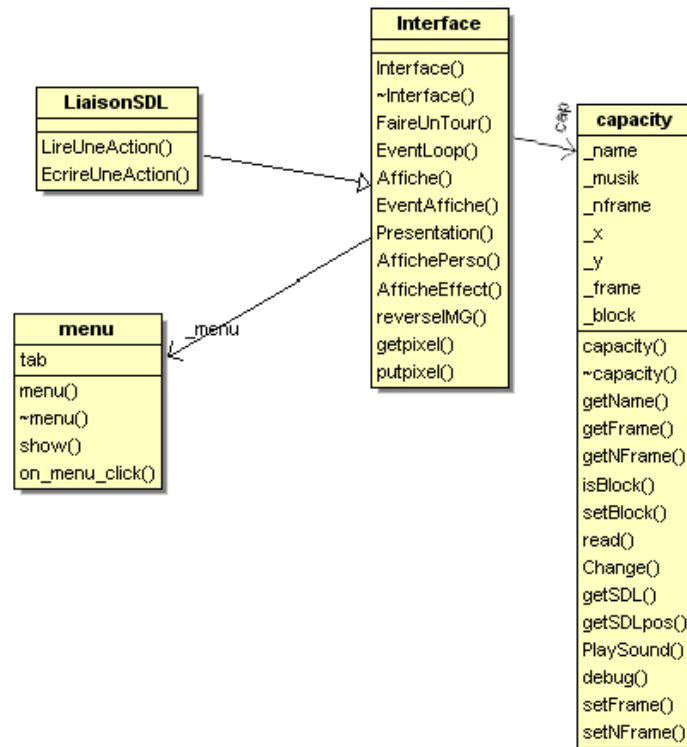 Interface
Interface()
~Interface()
FaireUnTour()
EventLoop()
Affiche()
EventAffiche()
Presentation()
AffichePerso()
AfficheEffect()
reverseIMG()
getpixel()
putpixel()
LiaisonSDL
LireUneAction()
EcrireUneAction()
cap
capacity
_name
_musik
_nframe
_x
_y
_frame
_block
capacity()
~capacity()
getName()
getFrame()
getNFrame()
isBlock()
setBlock()
read()
Change()
getSDL()
getSDLpos()
PlaySound()
debug()
setFrame()
setNFrame()
_menu
menu
tab
menu()
~menu()
show()
on_menu_click()